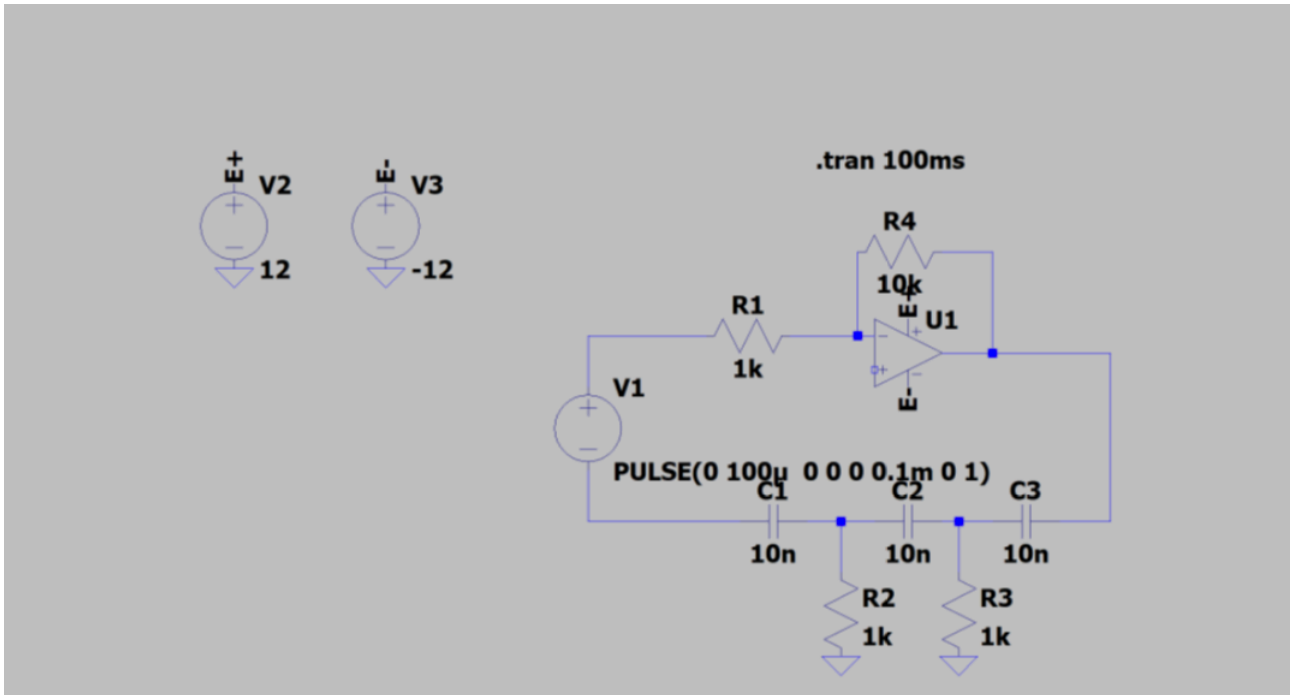 .tran 100ms
E+
V2
12
E-
V3
-12
R4
10k
E+
U1
E-
R1
1k
V1
PULSE(0 100µ 0 0 0 0.1m 0 1)
C1
10n
C2
10n
C3
10n
R2
1k
R3
1k